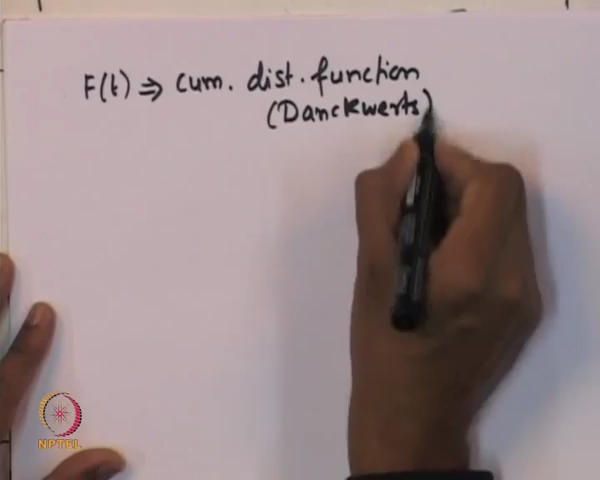 F(t) ⇒ cum. dist. function
(Danckwerts)
NPTEL